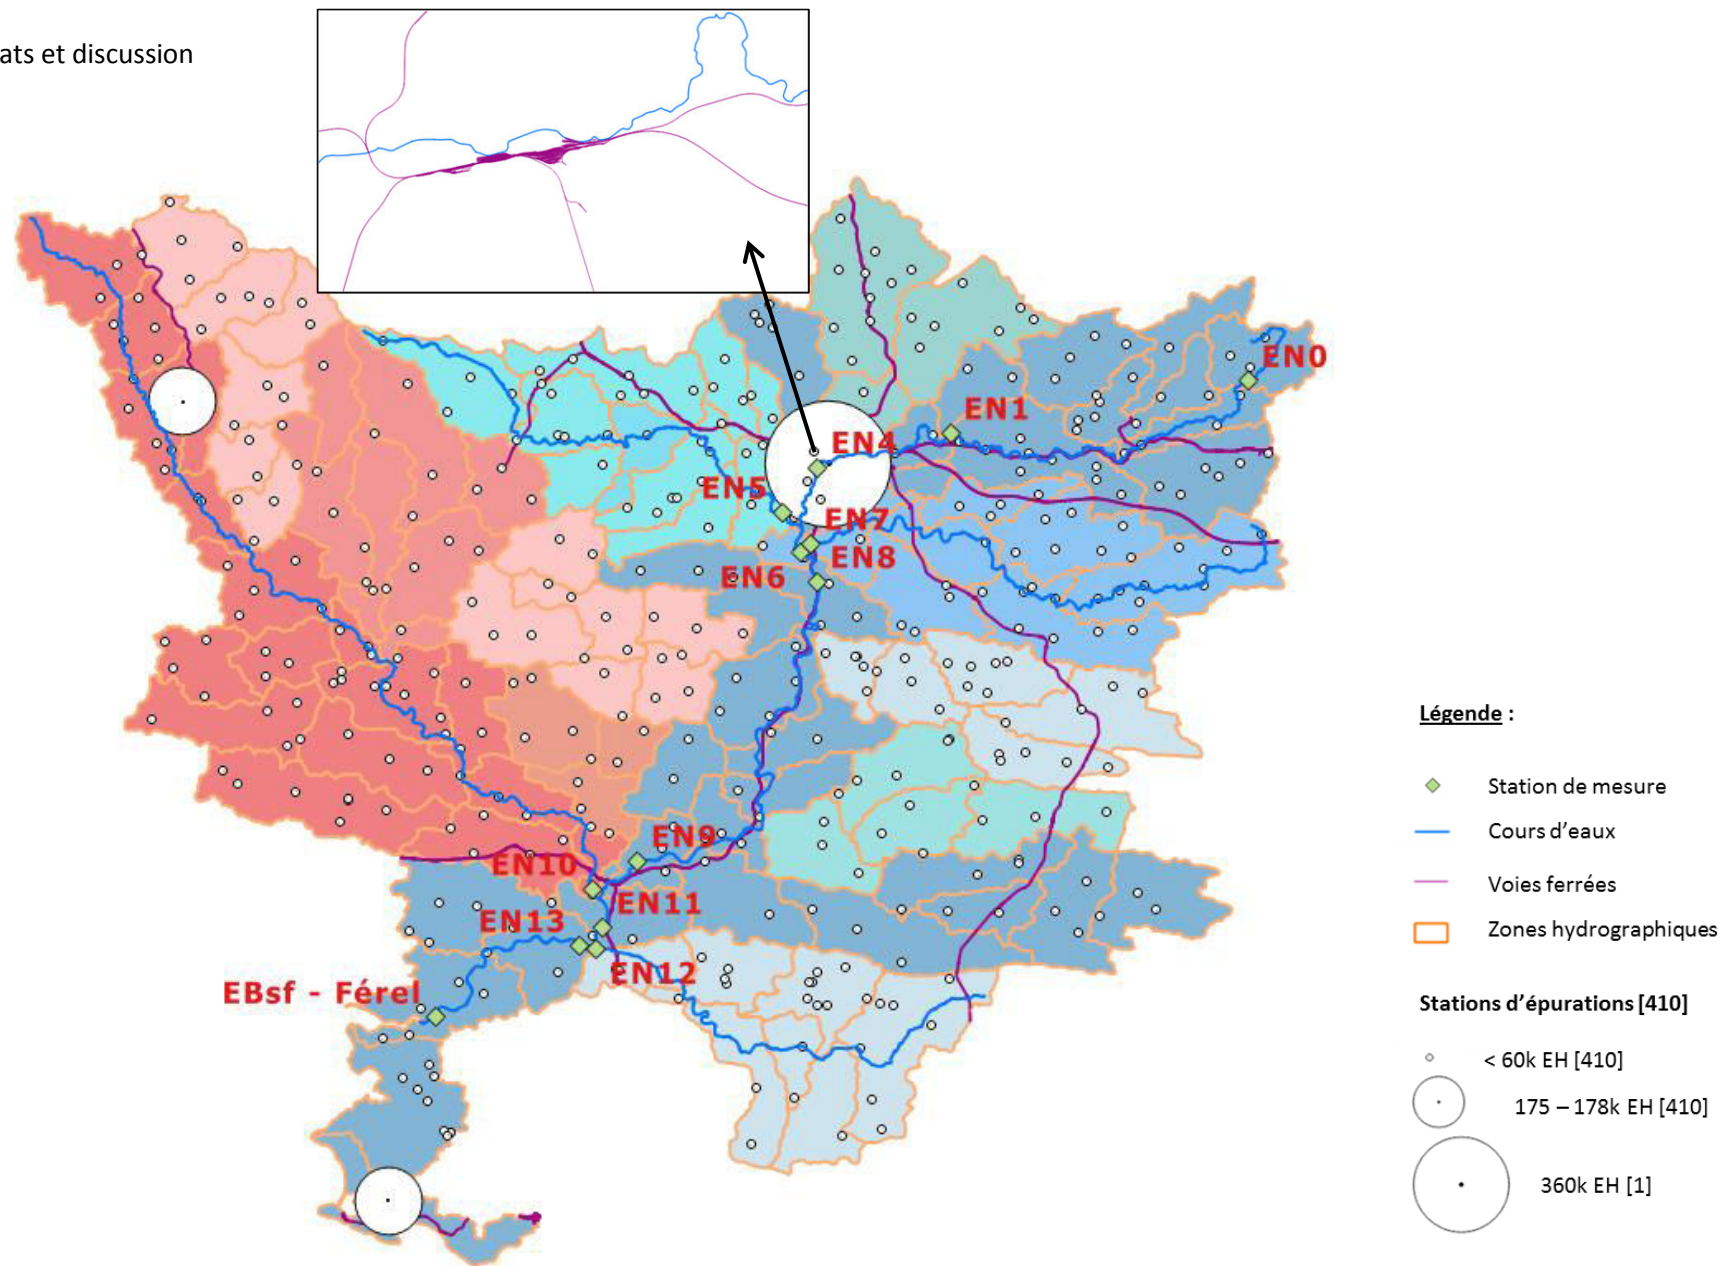 ats et discussion
EN0
EN1
EN4
EN5
EN7
EN8
EN6
EN9
EN10
EN11
EN13
EN12
EBsf - Férel
Légende :
Station de mesure
Cours d'eaux
Voies ferrées
Zones hydrographiques
Stations d'épurations [410]
< 60k EH [410]
175 – 178k EH [410]
360k EH [1]